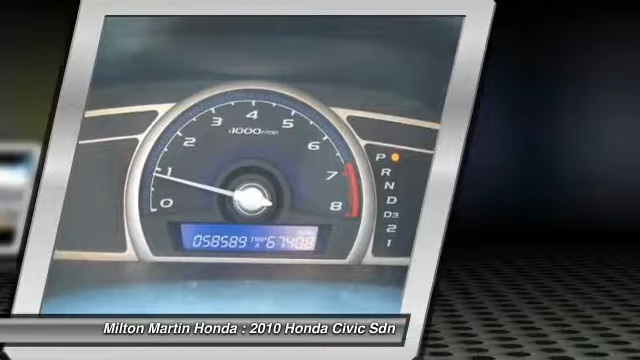 4
3
5
x1000r/min
2
6
P
1
7
R
N
0
8
D
D3
2
1
058589 TRIP A 67408
Milton Martin Honda : 2010 Honda Civic Sdn